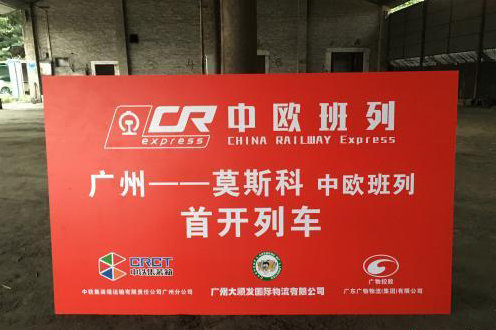 CR 中欧班列
express CHINA RAILWAY Express
广州——莫斯科 中欧班列
首开列车
CRCT
中铁集装箱
广物控股
中铁集装箱运输有限责任公司广州分公司
广州大顺发国际物流有限公司
广东广物物流(集团)有限公司